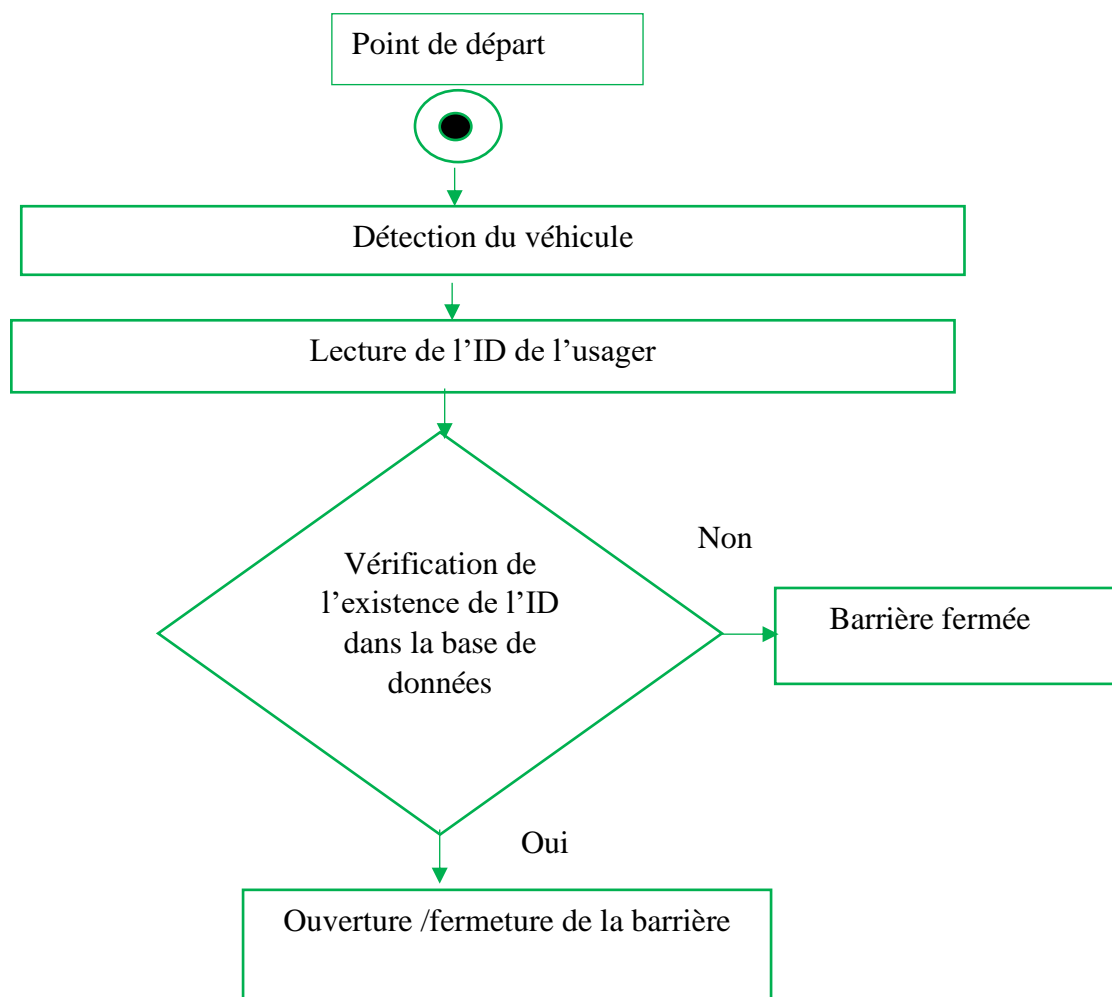 Point de départ
Détection du véhicule
Lecture de l’ID de l’usager
Non
Vérification de
l’existence de l’ID
dans la base de
données
Barrière fermée
Oui
Ouverture /fermeture de la barrière